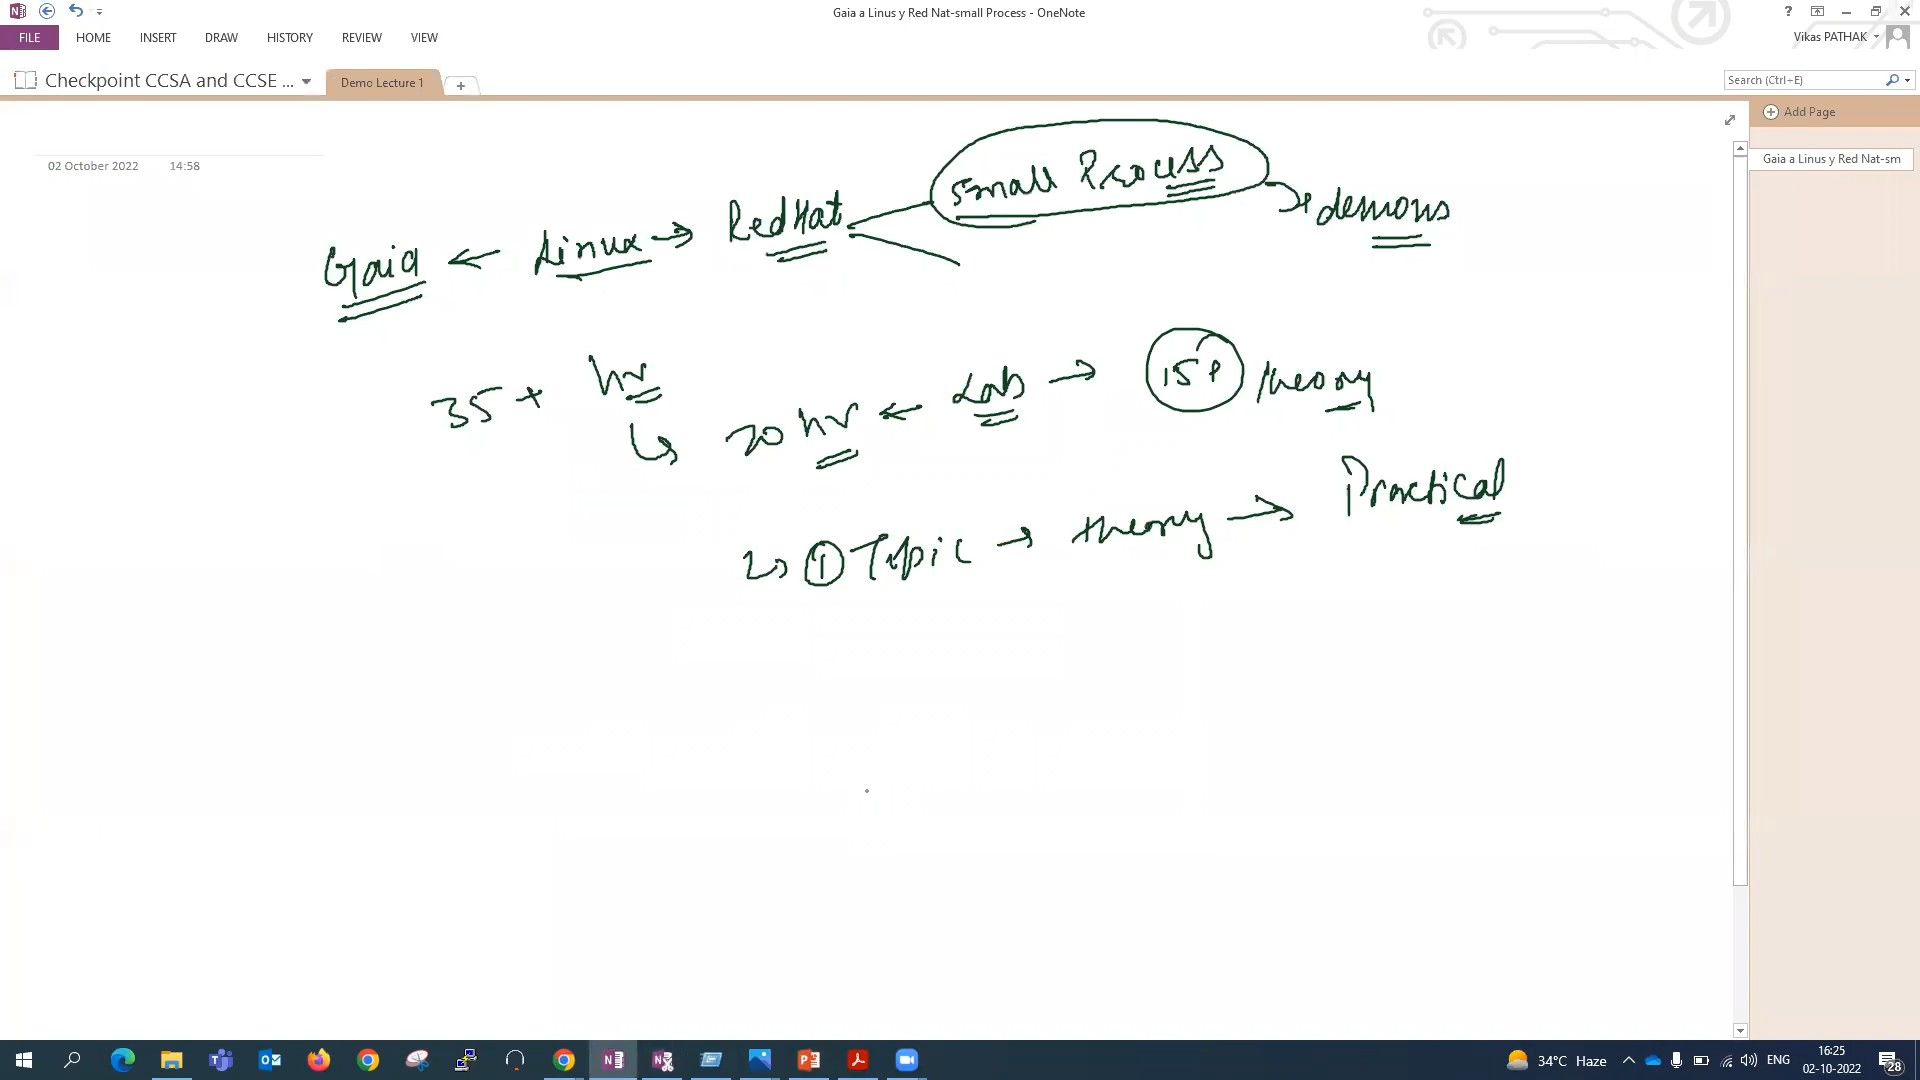 Gaia a Linus y Red Nat-small Process - OneNote
FILE HOME INSERT DRAW HISTORY REVIEW VIEW
Vikas PATHAK
Checkpoint CCSA and CCSE ...
Demo Lecture 1
Search (Ctrl+E)
Add Page
Gaia a Linus y Red Nat-sm
02 October 2022 14:58
Gaia ← Linux → RedHat
small Process → demons
35 + hr
20 hr ← Lab → 15 theory
① Topic → theory → Practical
34°C Haze
ENG
16:25
02-10-2022
28